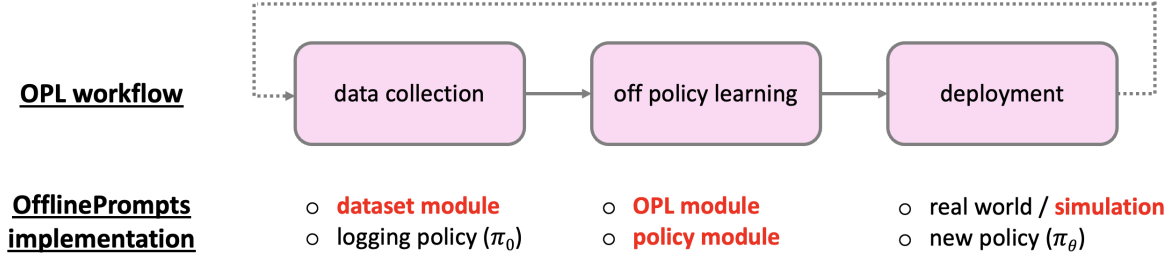 OPL workflow
data collection
off policy learning
deployment
OfflinePrompts
implementation
○ dataset module
○ logging policy (π₀)
○ OPL module
○ policy module
○ real world / simulation
○ new policy (π_θ)